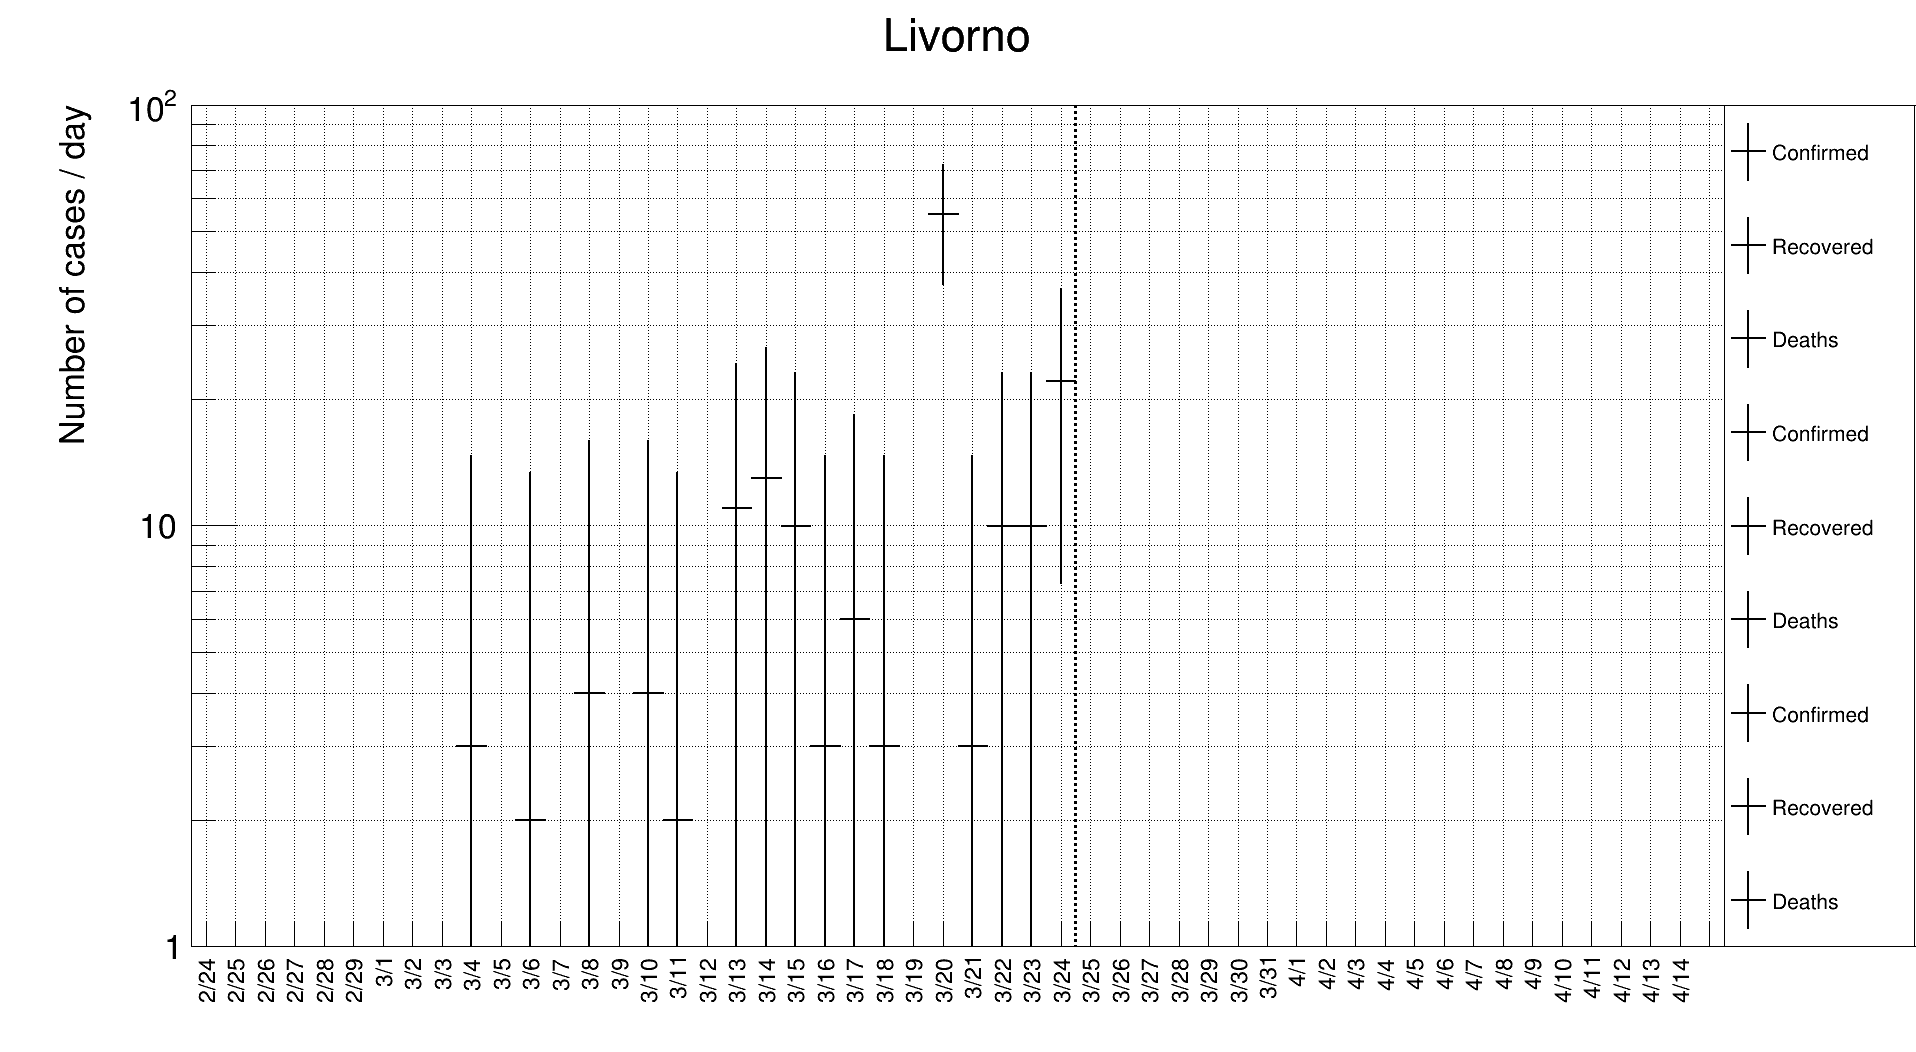 Livorno
Number of cases / day
10²
10
1
2/24 2/25 2/26 2/27 2/28 2/29 3/1 3/2 3/3 3/4 3/5 3/6 3/7 3/8 3/9 3/10 3/11 3/12 3/13 3/14 3/15 3/16 3/17 3/18 3/19 3/20 3/21 3/22 3/23 3/24 3/25 3/26 3/27 3/28 3/29 3/30 3/31 4/1 4/2 4/3 4/4 4/5 4/6 4/7 4/8 4/9 4/10 4/11 4/12 4/13 4/14
Confirmed
Recovered
Deaths
Confirmed
Recovered
Deaths
Confirmed
Recovered
Deaths